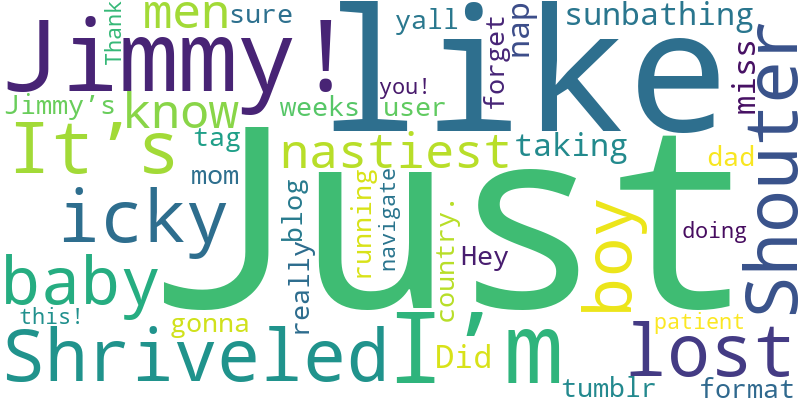 Thank
men
sure
yall
forget
nap
sunbathing
Jimmy!
like
miss
Shouter
Jimmy’s
know
weeks
you!
user
It’s
tag
nastiest
taking
dad
mom
Just
icky
blog
running
navigate
country.
boy
doing
Hey
baby
really
this!
gonna
I’m
patient
Shriveled
Did
lost
tumblr
format